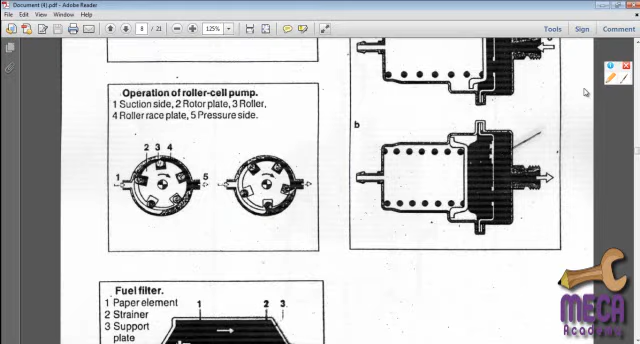 Document (4).pdf - Adobe Reader
File Edit View Window Help
8 / 21 125% Tools Sign Comment
Operation of roller-cell pump.
1 Suction side, 2 Rotor plate, 3 Roller,
4 Roller race plate, 5 Pressure side.
2 3 4
1 5
b
Fuel filter.
1 Paper element
2 Strainer
3 Support
plate
1 2 3
MECA
Academy